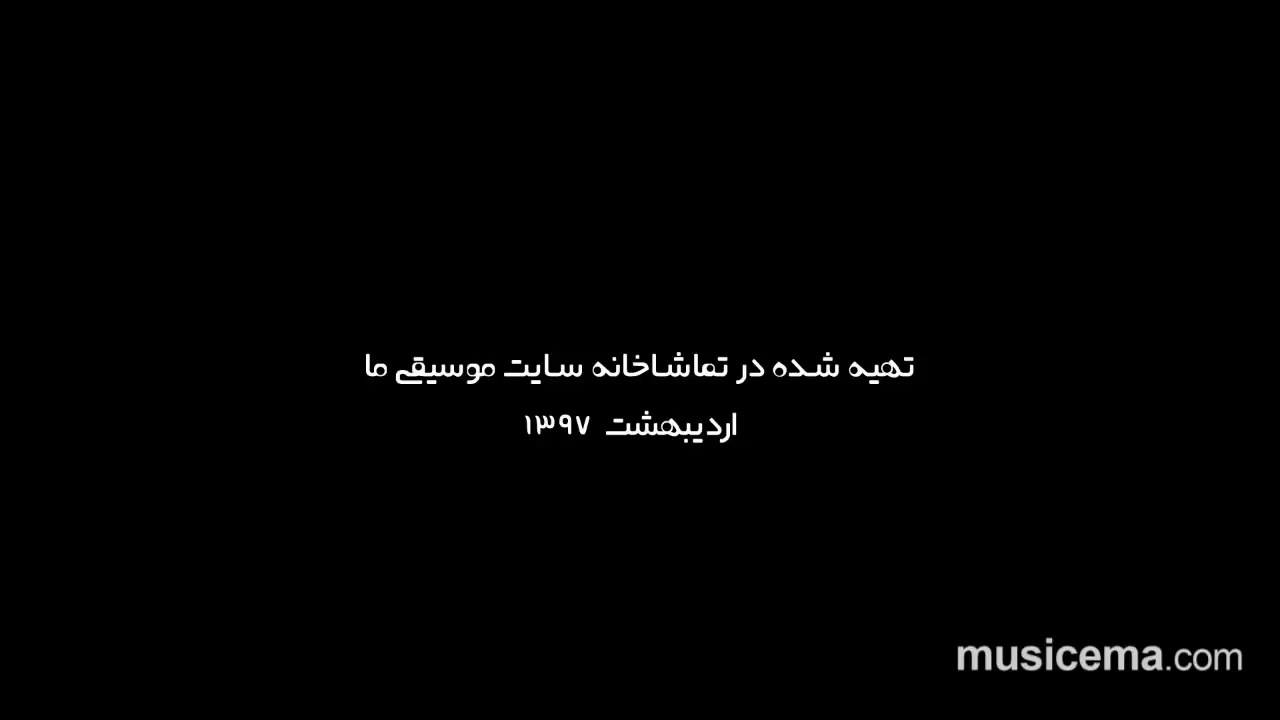 تهیه شده در تماشاخانه سایت موسیقی ما
اردیبهشت ۱۳۹۷
musicema.com